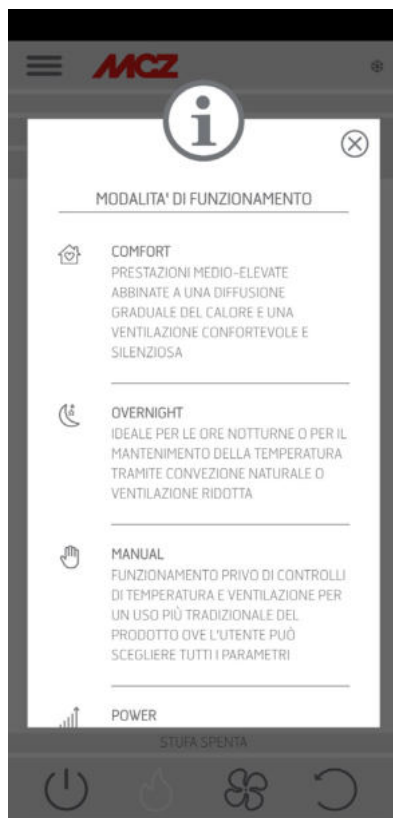 MCZ
MODALITA' DI FUNZIONAMENTO
COMFORT
PRESTAZIONI MEDIO-ELEVATE
ABBINATE A UNA DIFFUSIONE
GRADUALE DEL CALORE E UNA
VENTILAZIONE CONFORTEVOLE E
SILENZIOSA
OVERNIGHT
IDEALE PER LE ORE NOTTURNE O PER IL
MANTENIMENTO DELLA TEMPERATURA
TRAMITE CONVEZIONE NATURALE O
VENTILAZIONE RIDOTTA
MANUAL
FUNZIONAMENTO PRIVO DI CONTROLLI
DI TEMPERATURA E VENTILAZIONE PER
UN USO PIÙ TRADIZIONALE DEL
PRODOTTO OVE L'UTENTE PUÒ
SCEGLIERE TUTTI I PARAMETRI
POWER
STUFA SPENTA